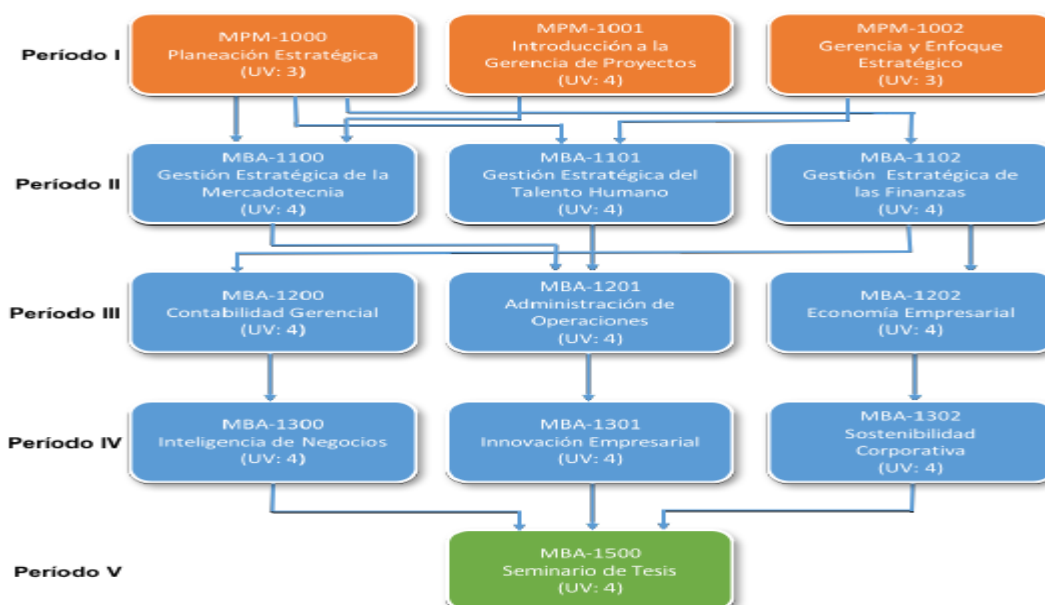 Período I
MPM-1000
Planeación Estratégica
(UV: 3)
MPM-1001
Introducción a la
Gerencia de Proyectos
(UV: 4)
MPM-1002
Gerencia y Enfoque
Estratégico
(UV: 3)
Período II
MBA-1100
Gestión Estratégica de la
Mercadotecnia
(UV: 4)
MBA-1101
Gestión Estratégica del
Talento Humano
(UV: 4)
MBA-1102
Gestión Estratégica de
las Finanzas
(UV: 4)
Período III
MBA-1200
Contabilidad Gerencial
(UV: 4)
MBA-1201
Administración de
Operaciones
(UV: 4)
MBA-1202
Economía Empresarial
(UV: 4)
Período IV
MBA-1300
Inteligencia de Negocios
(UV: 4)
MBA-1301
Innovación Empresarial
(UV: 4)
MBA-1302
Sostenibilidad
Corporativa
(UV: 4)
Período V
MBA-1500
Seminario de Tesis
(UV: 4)